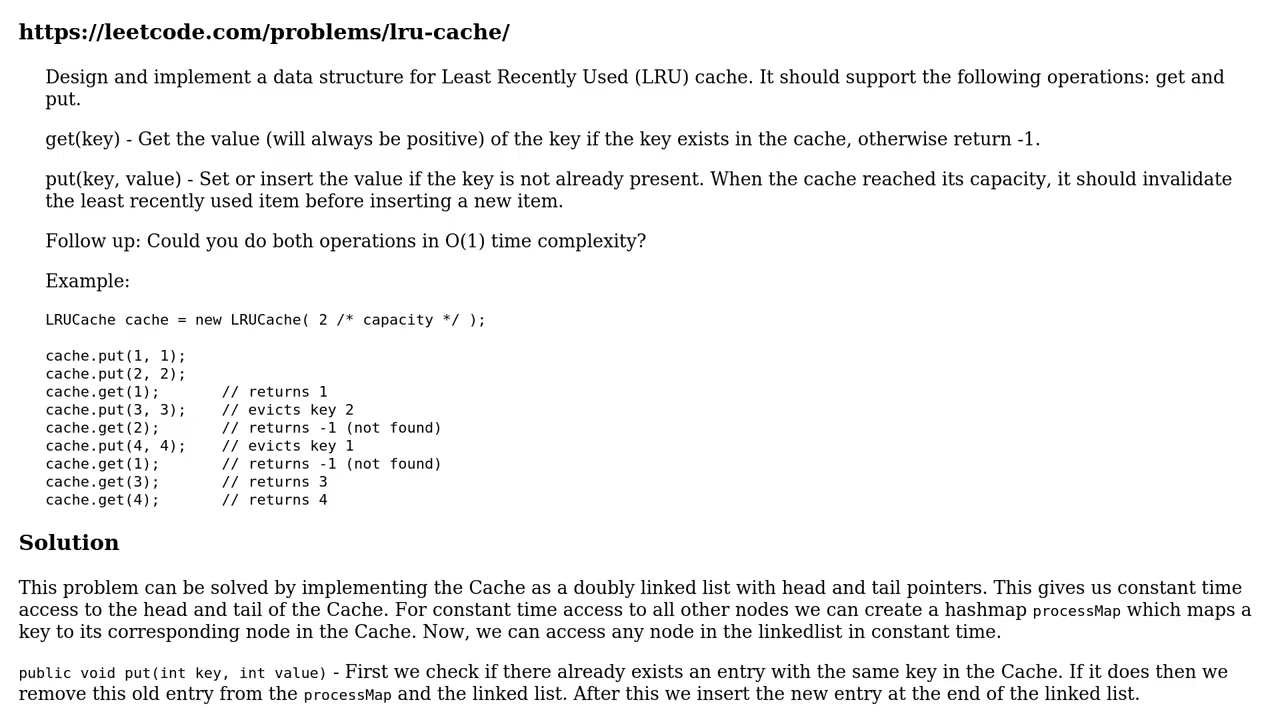 https://leetcode.com/problems/lru-cache/
Design and implement a data structure for Least Recently Used (LRU) cache. It should support the following operations: get and
put.
get(key) - Get the value (will always be positive) of the key if the key exists in the cache, otherwise return -1.
put(key, value) - Set or insert the value if the key is not already present. When the cache reached its capacity, it should invalidate
the least recently used item before inserting a new item.
Follow up: Could you do both operations in O(1) time complexity?
Example:
LRUCache cache = new LRUCache( 2 /* capacity */ );
cache.put(1, 1);
cache.put(2, 2);
cache.get(1);       // returns 1
cache.put(3, 3);    // evicts key 2
cache.get(2);       // returns -1 (not found)
cache.put(4, 4);    // evicts key 1
cache.get(1);       // returns -1 (not found)
cache.get(3);       // returns 3
cache.get(4);       // returns 4
Solution
This problem can be solved by implementing the Cache as a doubly linked list with head and tail pointers. This gives us constant time
access to the head and tail of the Cache. For constant time access to all other nodes we can create a hashmap processMap which maps a
key to its corresponding node in the Cache. Now, we can access any node in the linkedlist in constant time.
public void put(int key, int value) - First we check if there already exists an entry with the same key in the Cache. If it does then we
remove this old entry from the processMap and the linked list. After this we insert the new entry at the end of the linked list.